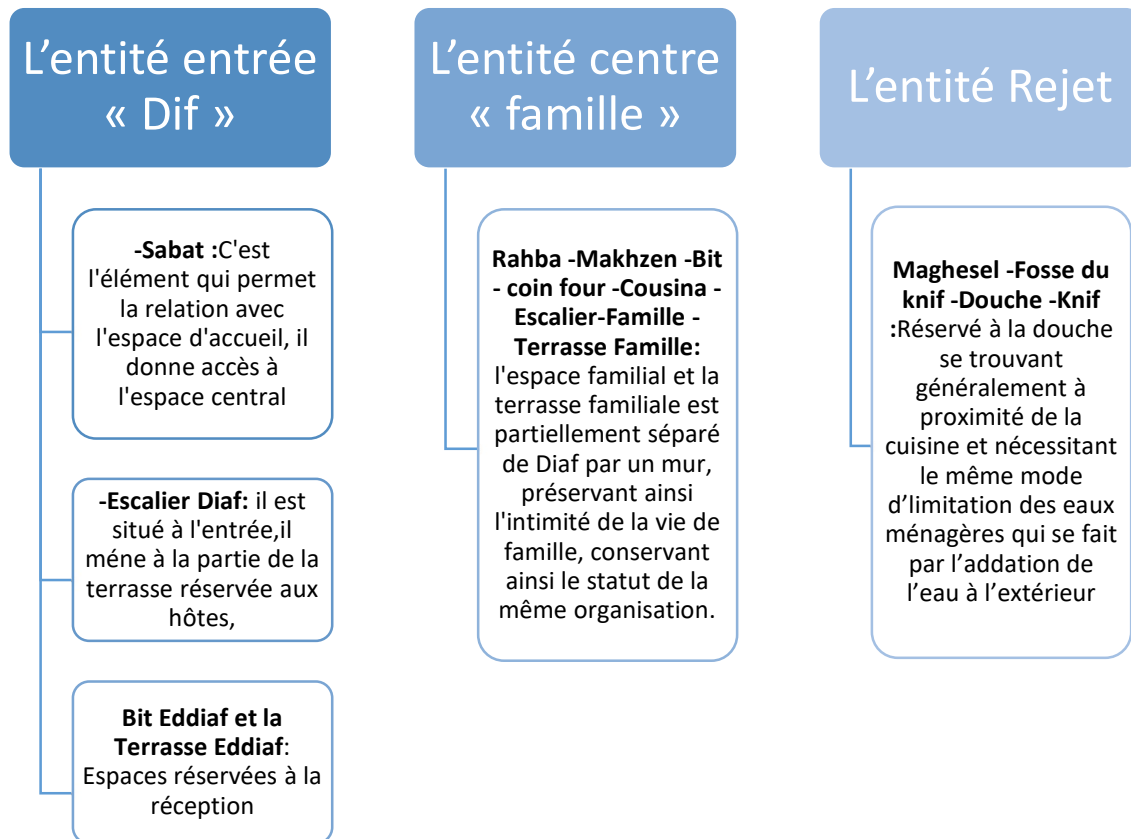 L'entité entrée
« Dif »
-Sabat :C'est
l'élément qui permet
la relation avec
l'espace d'accueil, il
donne accès à
l'espace central
-Escalier Diaf: il est
situé à l'entrée,il
méne à la partie de la
terrasse réservée aux
hôtes,
Bit Eddiaf et la
Terrasse Eddiaf:
Espaces réservées à la
réception
L'entité centre
« famille »
Rahba -Makhzen -Bit
- coin four -Cousina -
Escalier-Famille -
Terrasse Famille:
l'espace familial et la
terrasse familiale est
partiellement séparé
de Diaf par un mur,
préservant ainsi
l'intimité de la vie de
famille, conservant
ainsi le statut de la
même organisation.
L'entité Rejet
Maghesel -Fosse du
knif -Douche -Knif
:Réservé à la douche
se trouvant
généralement à
proximité de la
cuisine et nécessitant
le même mode
d’limitation des eaux
ménagères qui se fait
par l’addation de
l’eau à l’extérieur